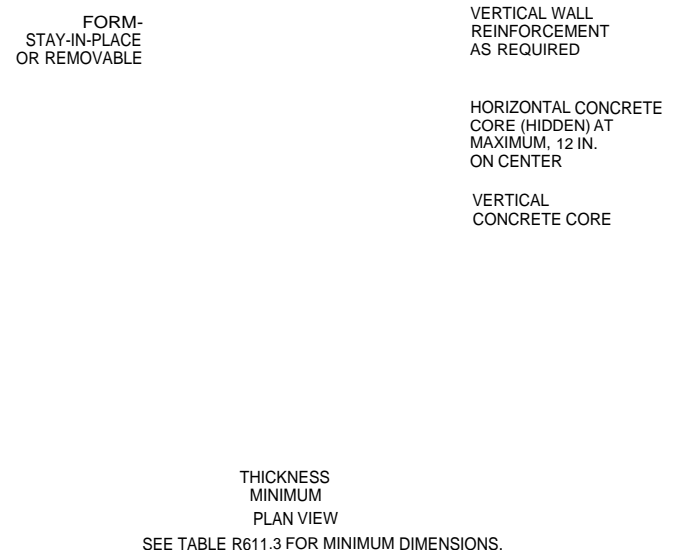 FORM-
STAY-IN-PLACE
OR REMOVABLE
VERTICAL WALL
REINFORCEMENT
AS REQUIRED
HORIZONTAL CONCRETE
CORE (HIDDEN) AT
MAXIMUM, 12 IN.
ON CENTER
VERTICAL
CONCRETE CORE
THICKNESS
MINIMUM
PLAN VIEW
SEE TABLE R611.3 FOR MINIMUM DIMENSIONS.